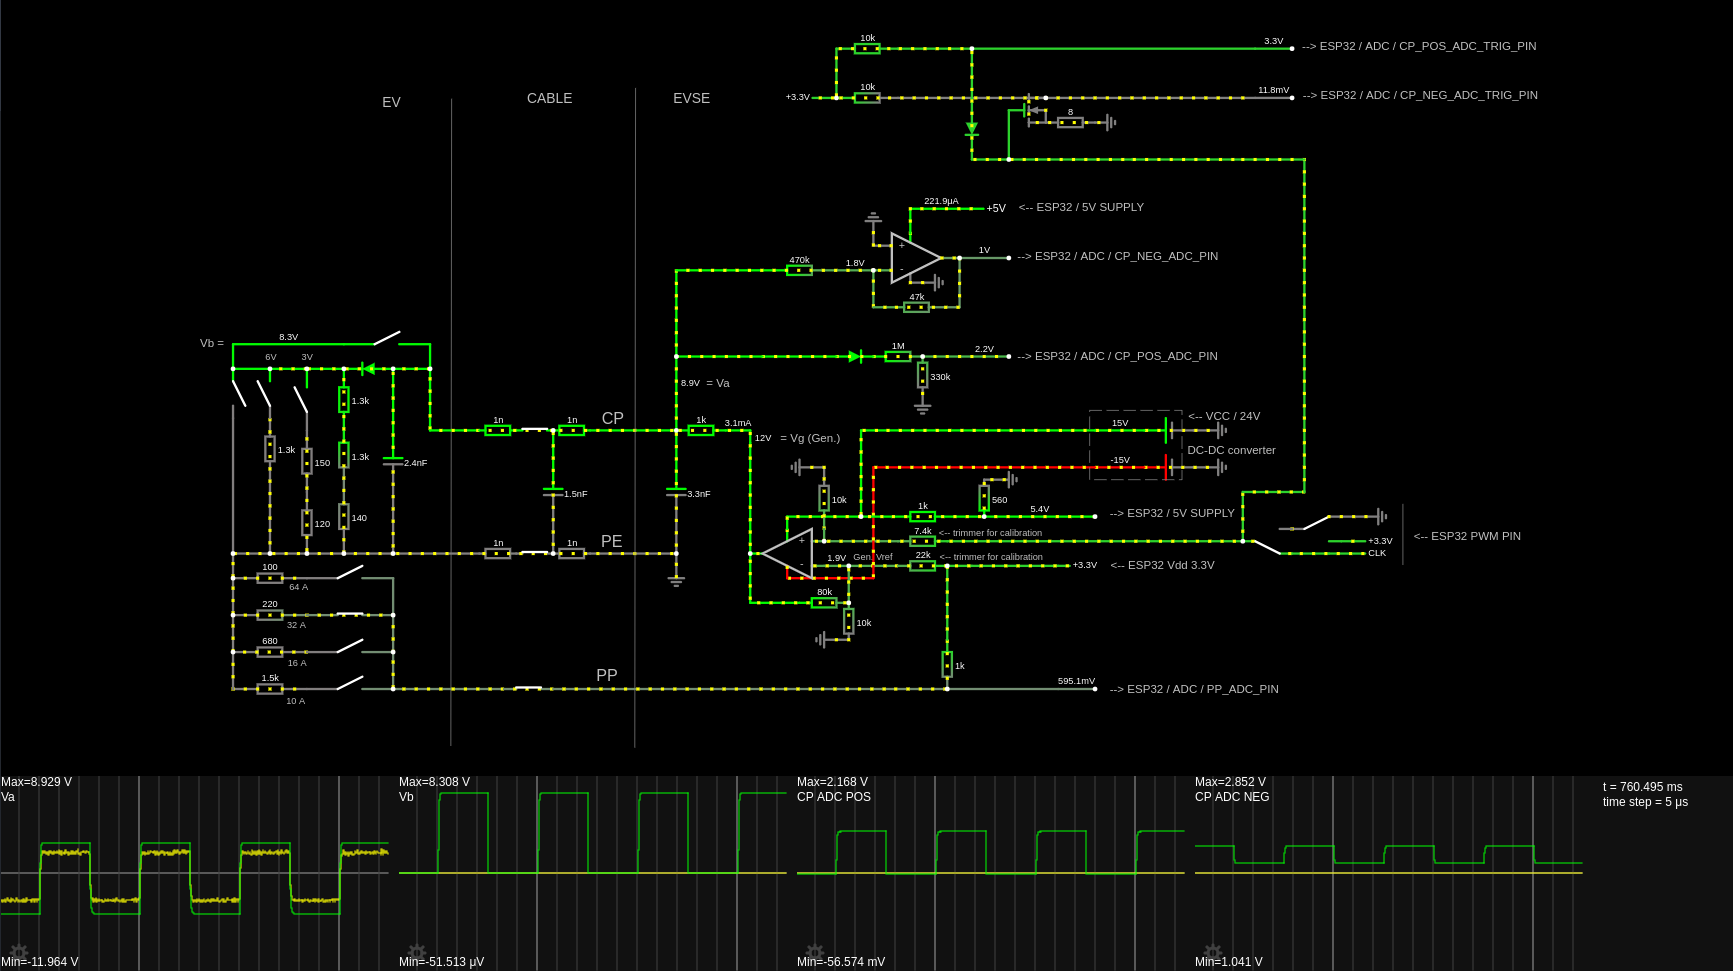 10k
3.3V
--> ESP32 / ADC / CP_POS_ADC_TRIG_PIN
EV
CABLE
EVSE
+3.3V
10k
11.8mV
--> ESP32 / ADC / CP_NEG_ADC_TRIG_PIN
8
221.9μA
+5V
<-- ESP32 / 5V SUPPLY
+
1V
--> ESP32 / ADC / CP_NEG_ADC_PIN
470k
1.8V
-
47k
Vb =
8.3V
6V
3V
1M
2.2V
--> ESP32 / ADC / CP_POS_ADC_PIN
330k
8.9V
= Va
1.3k
1n
1n
CP
1k
3.1mA
12V
= Vg (Gen.)
15V
<-- VCC / 24V
DC-DC converter
-15V
1.3k
150
1.3k
2.4nF
1.5nF
3.3nF
10k
560
120
140
1k
5.4V
--> ESP32 / 5V SUPPLY
1n
1n
PE
+
7.4k
<-- trimmer for calibration
+3.3V
CLK
<-- ESP32 PWM PIN
-
1.9V
Gen. Vref
22k
<-- trimmer for calibration
+3.3V
<-- ESP32 Vdd 3.3V
100
64 A
80k
220
32 A
10k
680
16 A
1k
1.5k
10 A
PP
595.1mV
--> ESP32 / ADC / PP_ADC_PIN
Max=8.929 V
Va
Min=-11.964 V
Max=8.308 V
Vb
Min=-51.513 μV
Max=2.168 V
CP ADC POS
Min=-56.574 mV
Max=2.852 V
CP ADC NEG
Min=1.041 V
t = 760.495 ms
time step = 5 μs